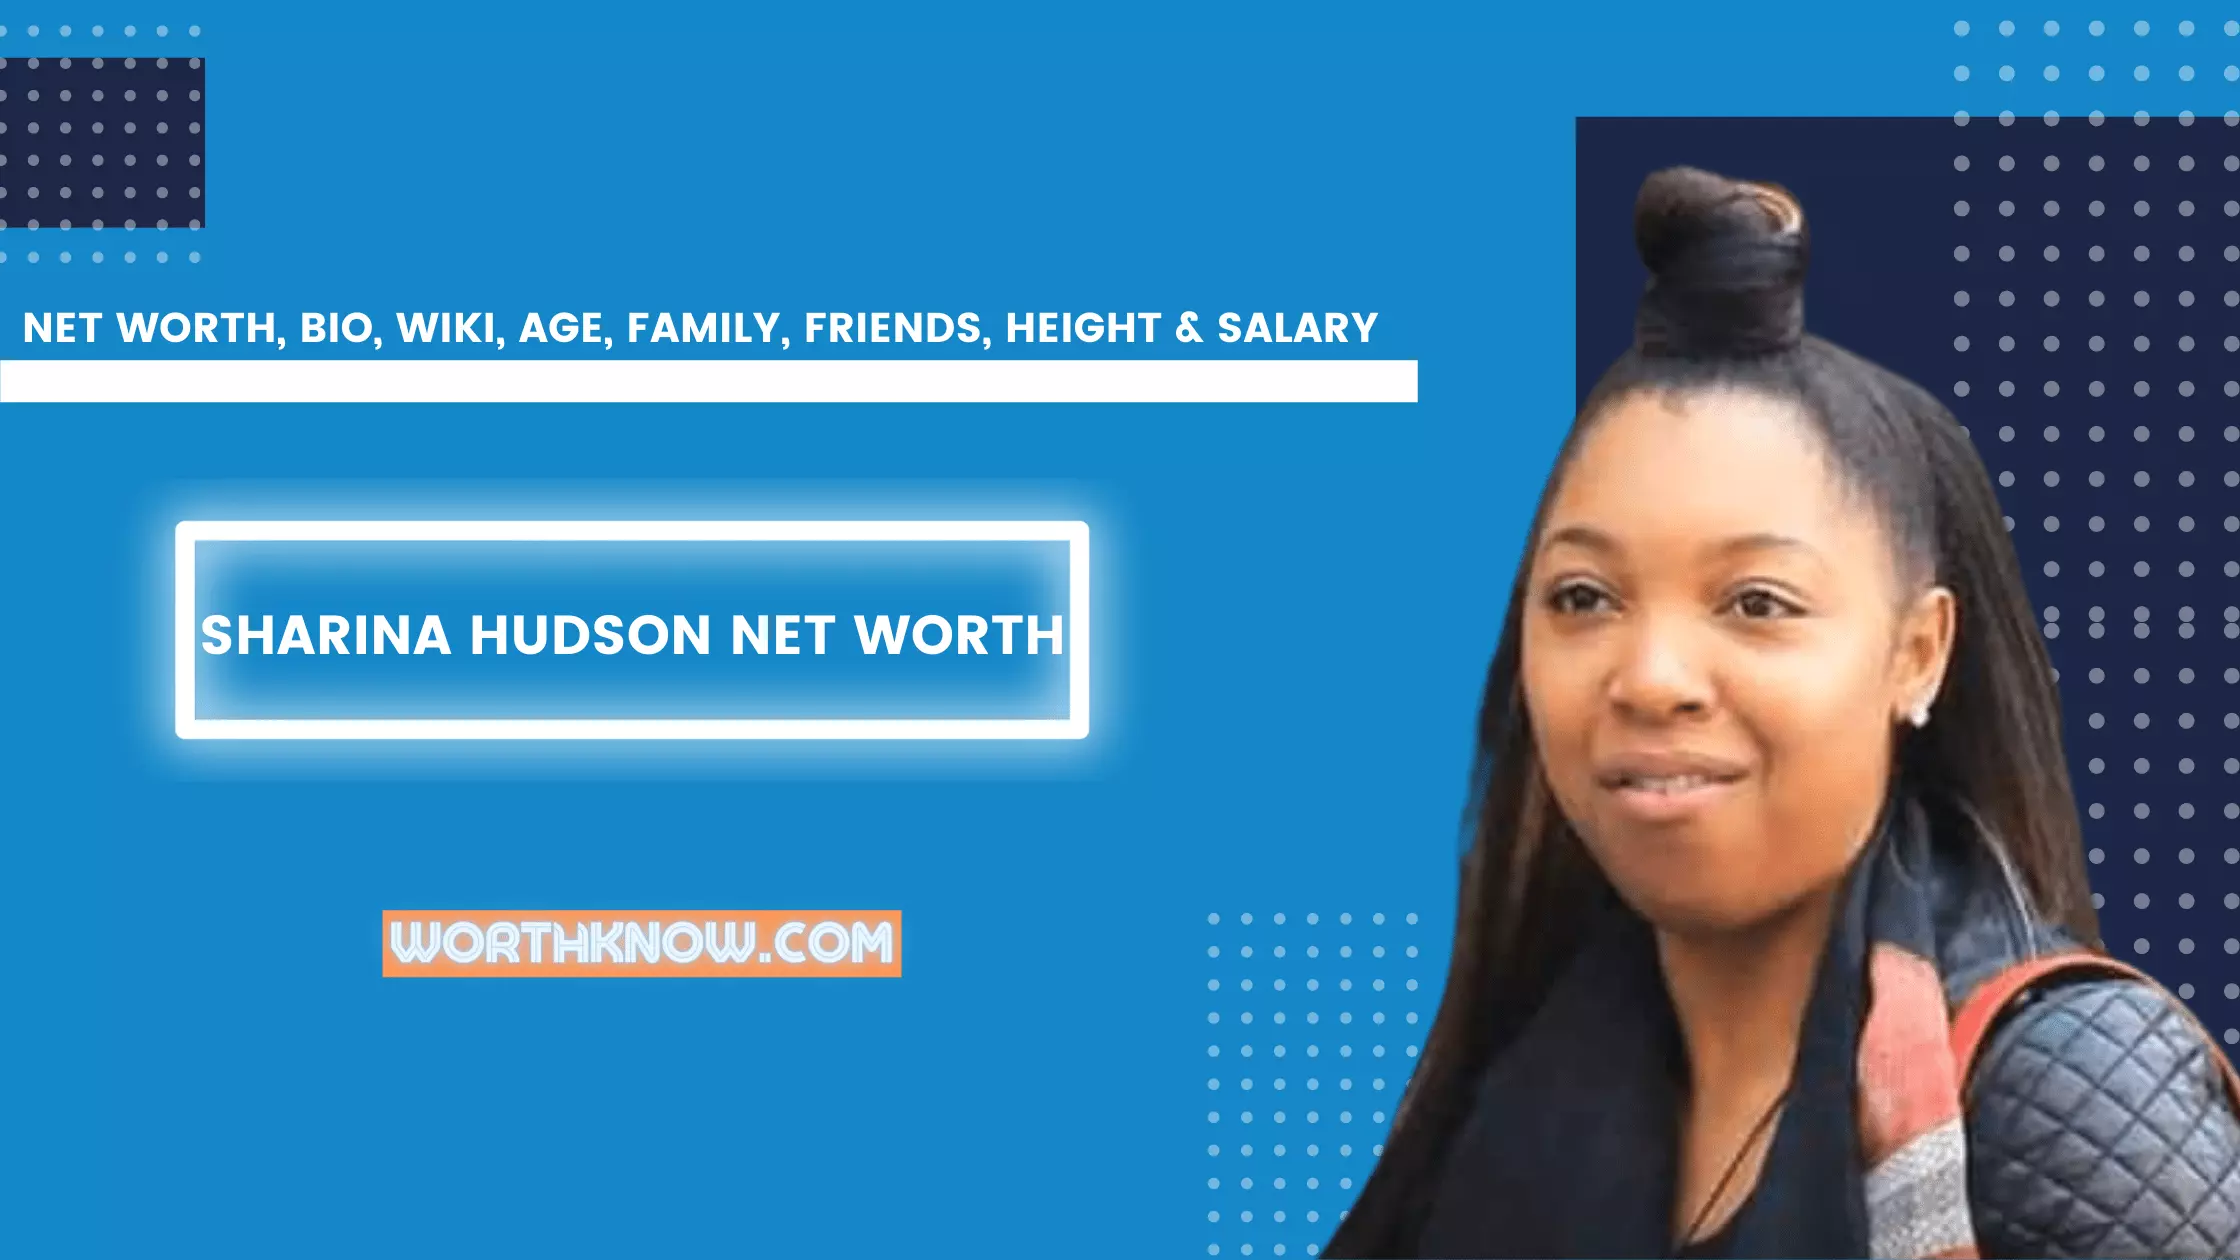 NET WORTH, BIO, WIKI, AGE, FAMILY, FRIENDS, HEIGHT & SALARY
SHARINA HUDSON NET WORTH
WORTHKNOW.COM